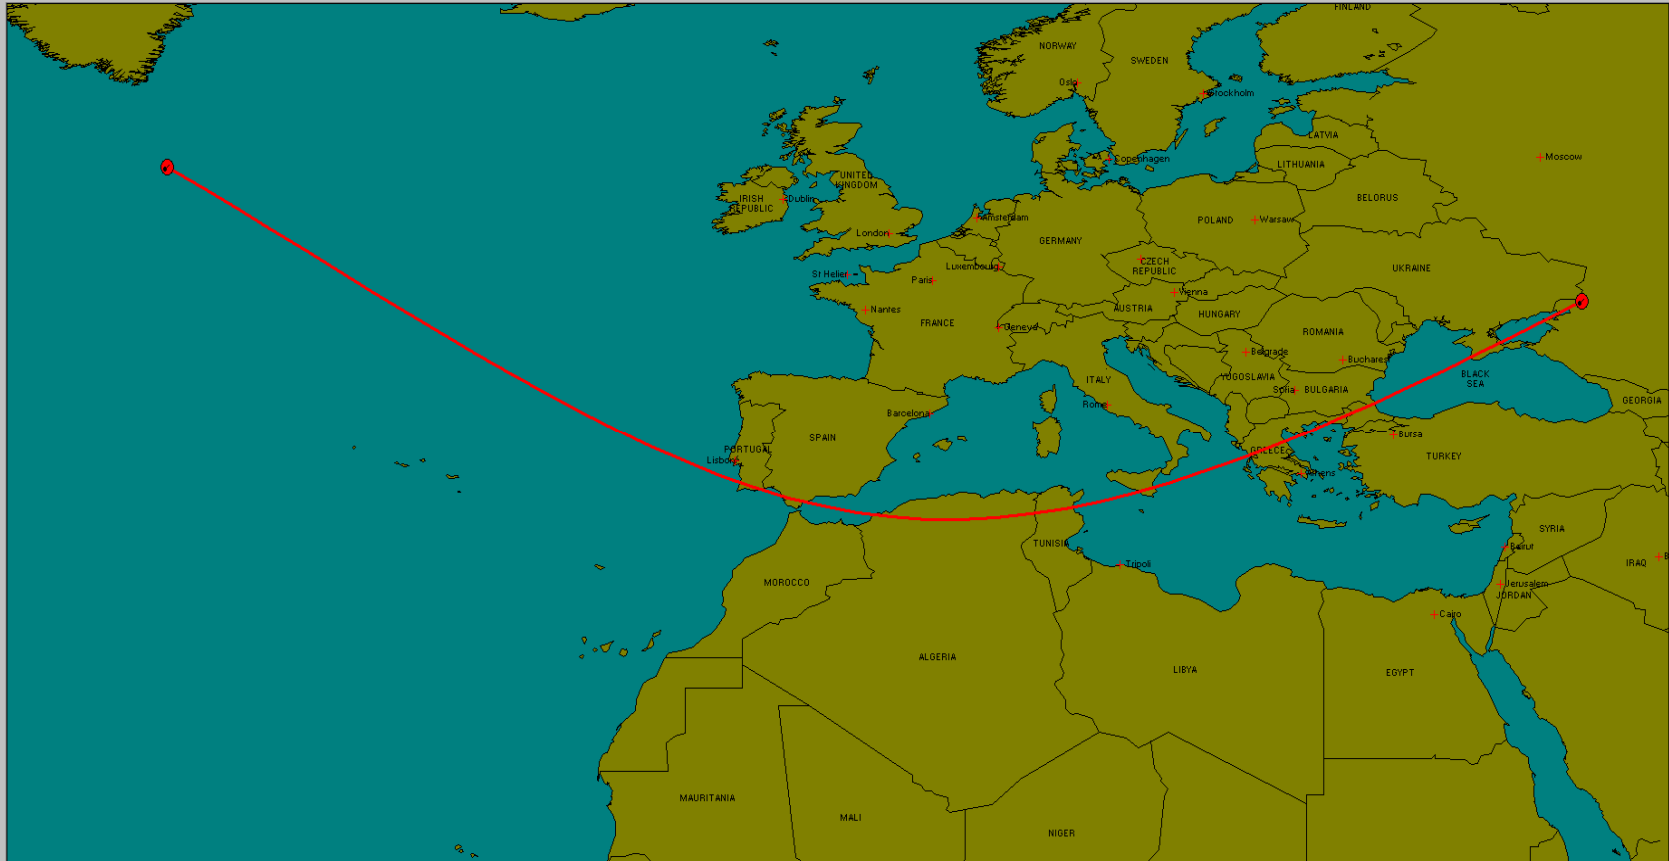 FINLAND
NORWAY
SWEDEN
Oslo
Stockholm
LATVIA
Copenhagen
Moscow
LITHUANIA
UNITED
KINGDOM
IRISH
REPUBLIC
Dublin
BELORUS
Amsterdam
POLAND
Warsaw
London
GERMANY
CZECH
REPUBLIC
Luxembourg
UKRAINE
St Helier
Paris
Vienna
AUSTRIA
HUNGARY
Nantes
FRANCE
Geneva
ROMANIA
Belgrade
Buchares
BLACK
SEA
YUGOSLAVIA
ITALY
Sofia
BULGARIA
GEORGIA
Rome
Barcelona
SPAIN
Bursa
PORTUGAL
GREECE
TURKEY
Lisbon
Athens
SYRIA
TUNISIA
Beirut
Tripoli
IRAQ
B
MOROCCO
Jerusalem
JORDAN
Cairo
ALGERIA
LIBYA
EGYPT
MAURITANIA
MALI
NIGER